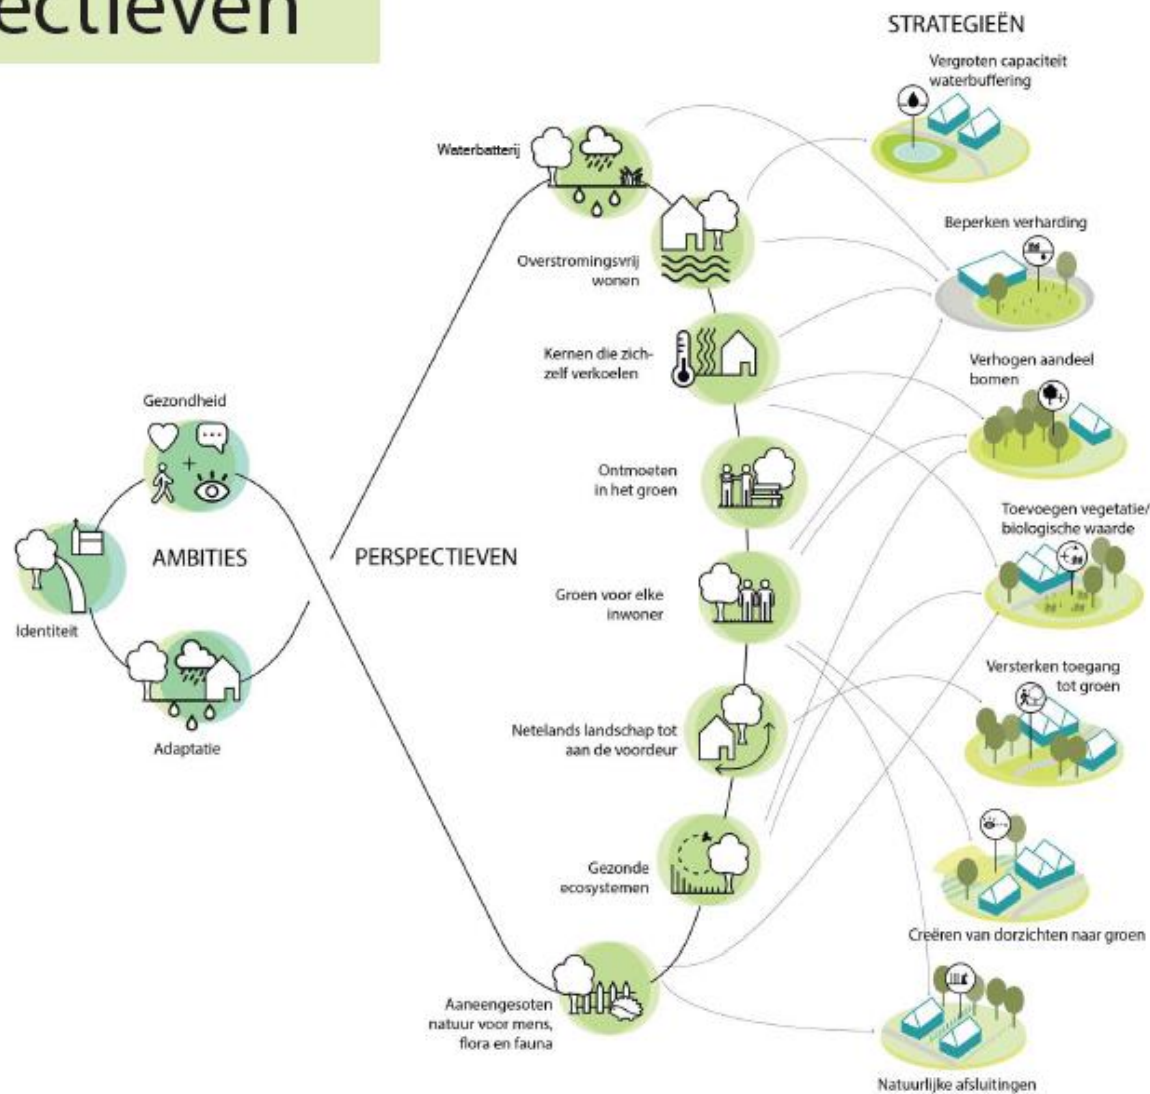 ectieven
STRATEGIEËN
Vergroten capaciteit
waterbuffering
Waterbatterij
Beperken verharding
Overstromingsvrij
wonen
Kernen die zich-
zelf verkoelen
Verhogen aandeel
bomen
Gezondheid
Ontmoeten
in het groen
Toevoegen vegetatie/
biologische waarde
AMBITIES
PERSPECTIEVEN
Groen voor elke
inwoner
Identiteit
Versterken toegang
tot groen
Netelands landschap tot
aan de voordeur
Adaptatie
Gezonde
ecosystemen
Creëren van dorzichten naar groen
Aaneengesoten
natuur voor mens,
flora en fauna
Natuurlijke afsluitingen